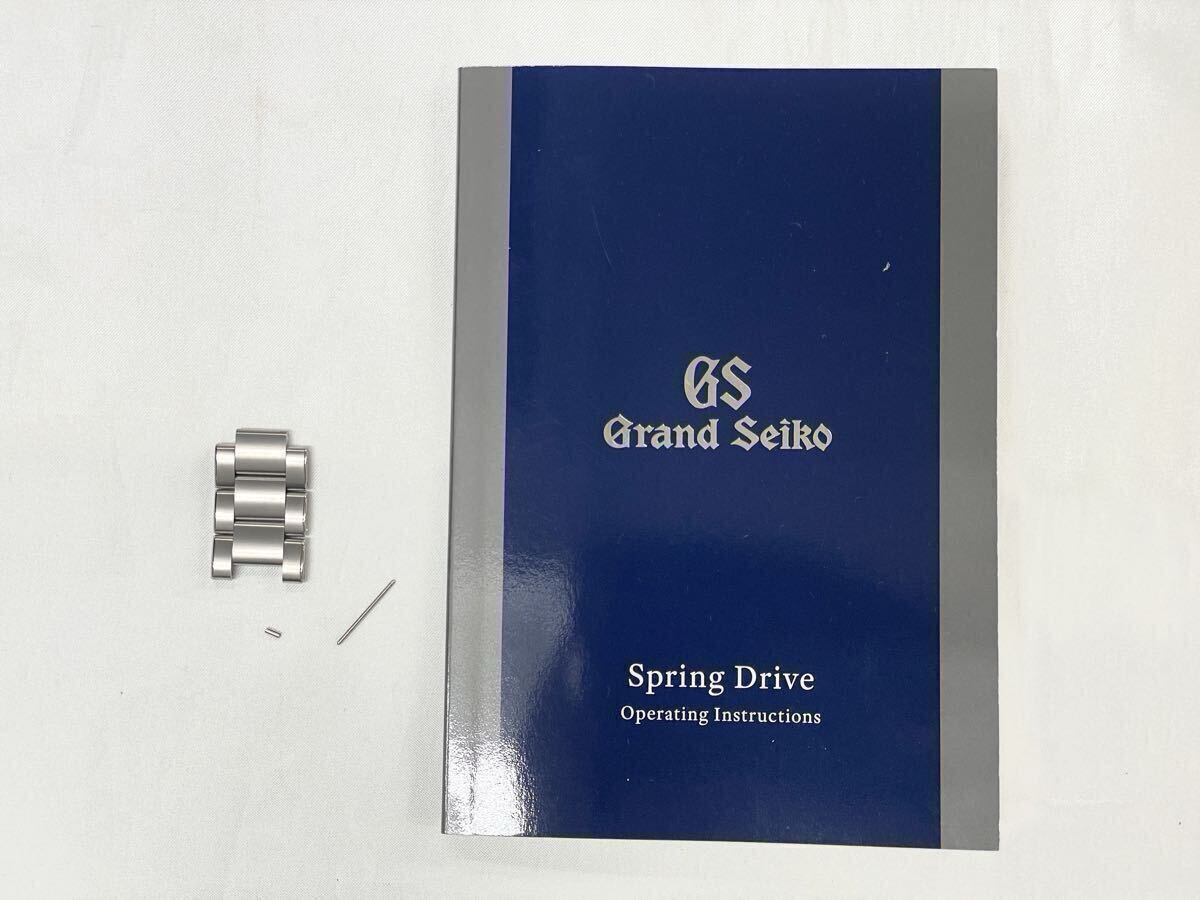 GS
Grand Seiko
Spring Drive
Operating Instructions